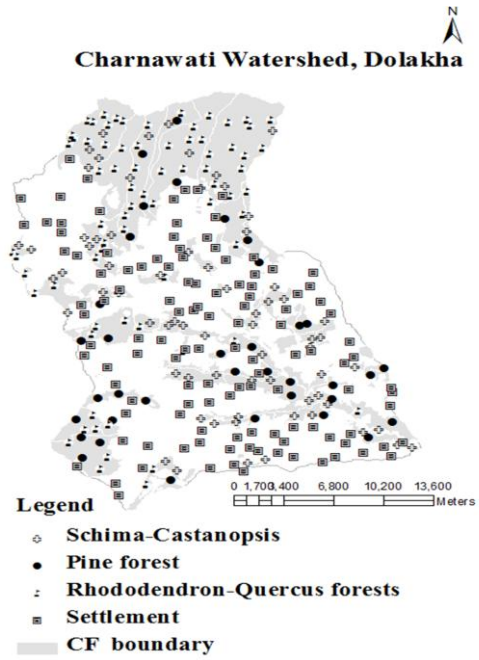 N
Charnawati Watershed, Dolakha
0 1,700 3,400 6,800 10,200 13,600
Meters
Legend
Schima-Castanopsis
Pine forest
Rhododendron-Quercus forests
Settlement
CF boundary